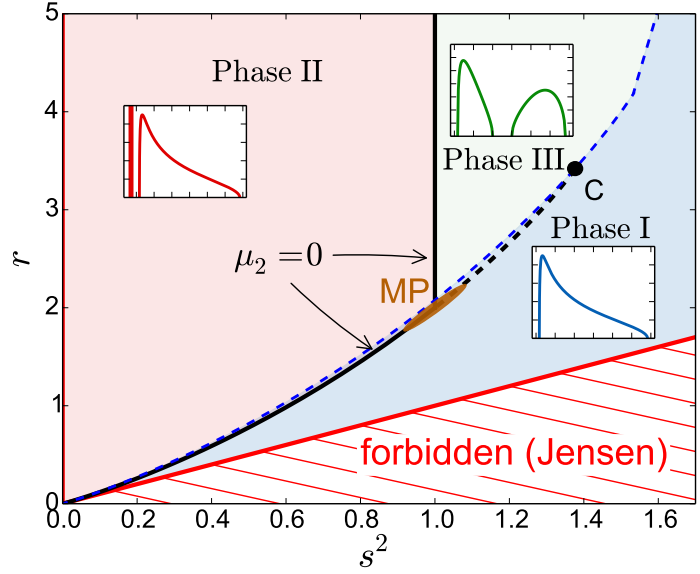 5
4
3
2
1
0
r
Phase II
Phase III
C
Phase I
μ₂ = 0
MP
forbidden (Jensen)
0.0 0.2 0.4 0.6 0.8 1.0 1.2 1.4 1.6
s²